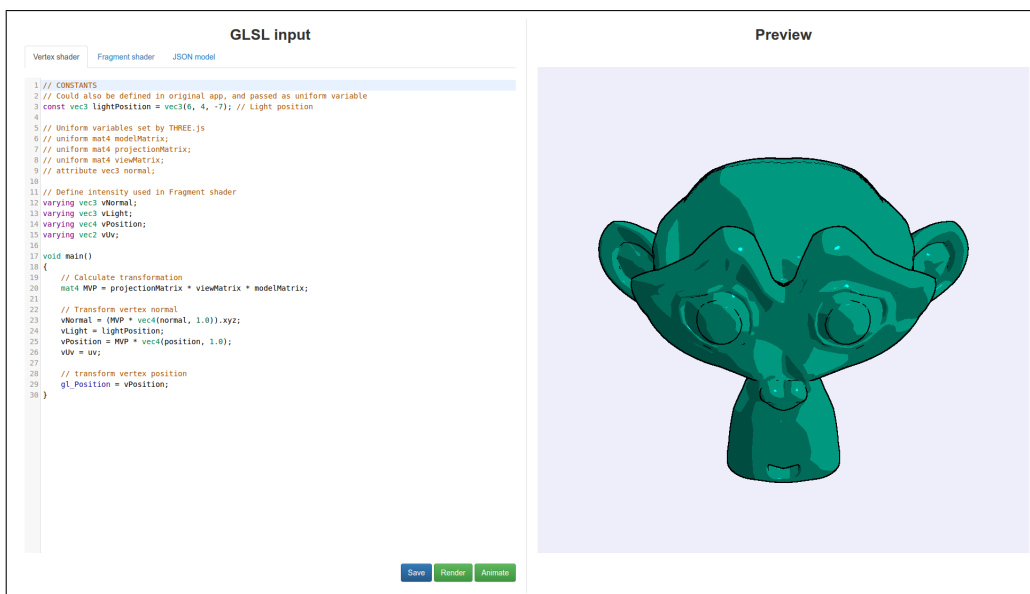 GLSL input
Preview
Vertex shader
Fragment shader
JSON model
1 // CONSTANTS
2 // Could also be defined in original app, and passed as uniform variable
3 const vec3 lightPosition = vec3(6, 4, -7); // Light position
4
5 // Uniform variables set by THREE.js
6 // uniform mat4 modelMatrix;
7 // uniform mat4 projectionMatrix;
8 // uniform mat4 viewMatrix;
9 // attribute vec3 normal;
10
11 // Define intensity used in Fragment shader
12 varying vec3 vNormal;
13 varying vec3 vLight;
14 varying vec4 vPosition;
15 varying vec2 vUv;
16
17 void main()
18 {
19     // Calculate transformation
20     mat4 MVP = projectionMatrix * viewMatrix * modelMatrix;
21
22     // Transform vertex normal
23     vNormal = (MVP * vec4(normal, 1.0)).xyz;
24     vLight = lightPosition;
25     vPosition = MVP * vec4(position, 1.0);
26     vUv = uv;
27
28     // transform vertex position
29     gl_Position = vPosition;
30 }
Save
Render
Animate